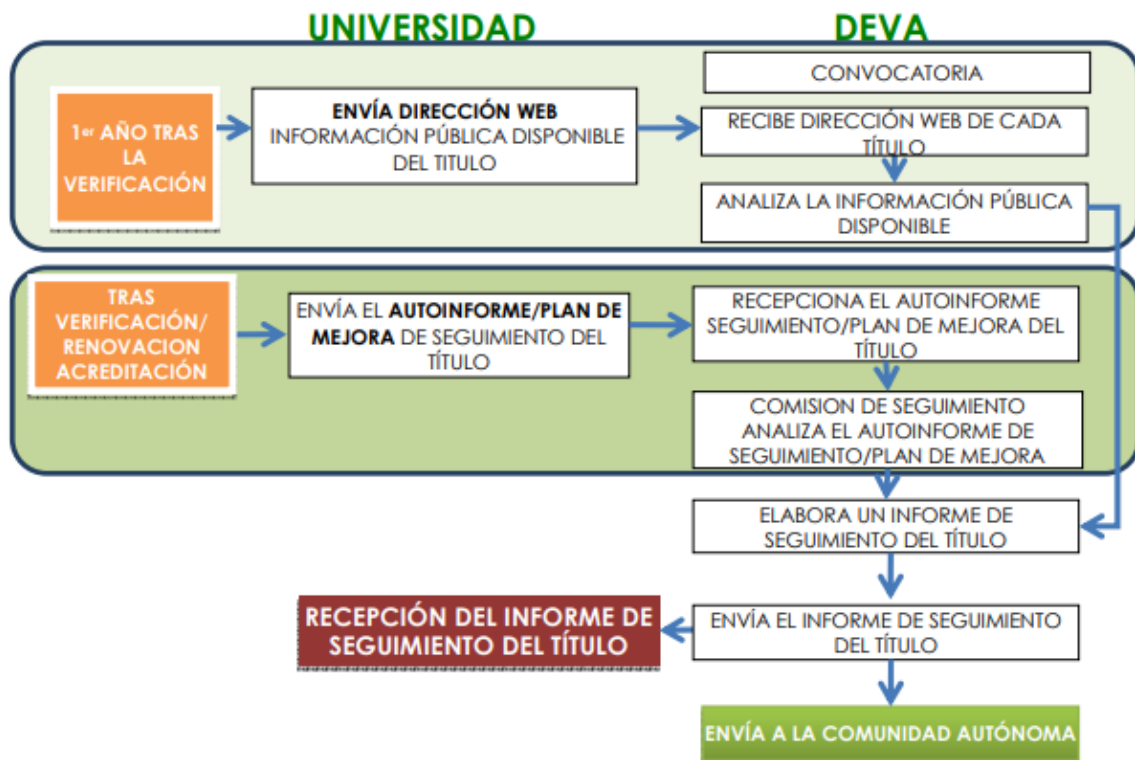 UNIVERSIDAD
DEVA
CONVOCATORIA
1er AÑO TRAS
LA
VERIFICACIÓN
ENVÍA DIRECCIÓN WEB
INFORMACIÓN PÚBLICA DISPONIBLE
DEL TITULO
RECIBE DIRECCIÓN WEB DE CADA
TÍTULO
ANALIZA LA INFORMACIÓN PÚBLICA
DISPONIBLE
TRAS
VERIFICACIÓN/
RENOVACION
ACREDITACIÓN
ENVÍA EL AUTOINFORME/PLAN DE
MEJORA DE SEGUIMIENTO DEL
TÍTULO
RECEPCIONA EL AUTOINFORME
SEGUIMIENTO/PLAN DE MEJORA DEL
TÍTULO
COMISION DE SEGUIMIENTO
ANALIZA EL AUTOINFORME DE
SEGUIMIENTO/PLAN DE MEJORA
ELABORA UN INFORME DE
SEGUIMIENTO DEL TÍTULO
RECEPCIÓN DEL INFORME DE
SEGUIMIENTO DEL TÍTULO
ENVÍA EL INFORME DE SEGUIMIENTO
DEL TÍTULO
ENVÍA A LA COMUNIDAD AUTÓNOMA